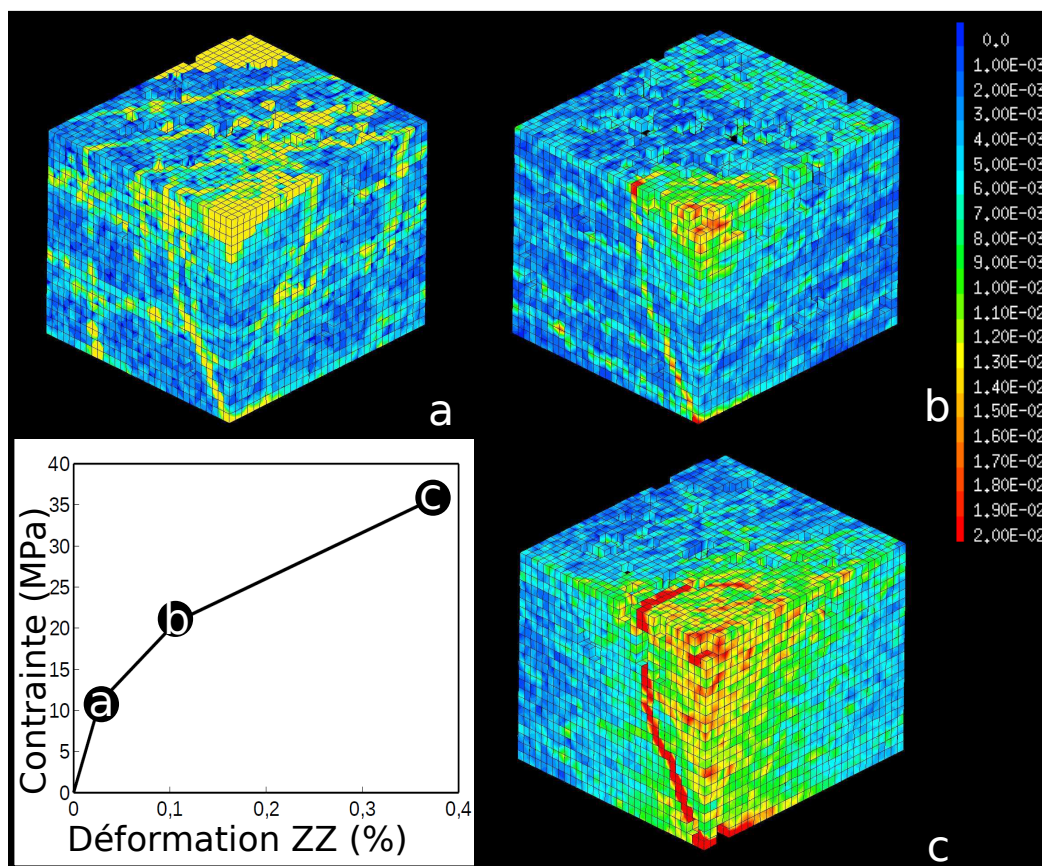 a
b
0.0
1.00E-03
2.00E-03
3.00E-03
4.00E-03
5.00E-03
6.00E-03
7.00E-03
8.00E-03
9.00E-03
1.00E-02
1.10E-02
1.30E-02
1.40E-02
1.50E-02
1.60E-02
1.70E-02
1.80E-02
1.90E-02
2.00E-02
Contrainte (MPa)
40
35
30
25
20
15
10
5
0
a
b
c
0
0,1
0,2
0,3
0,4
Déformation ZZ (%)
c